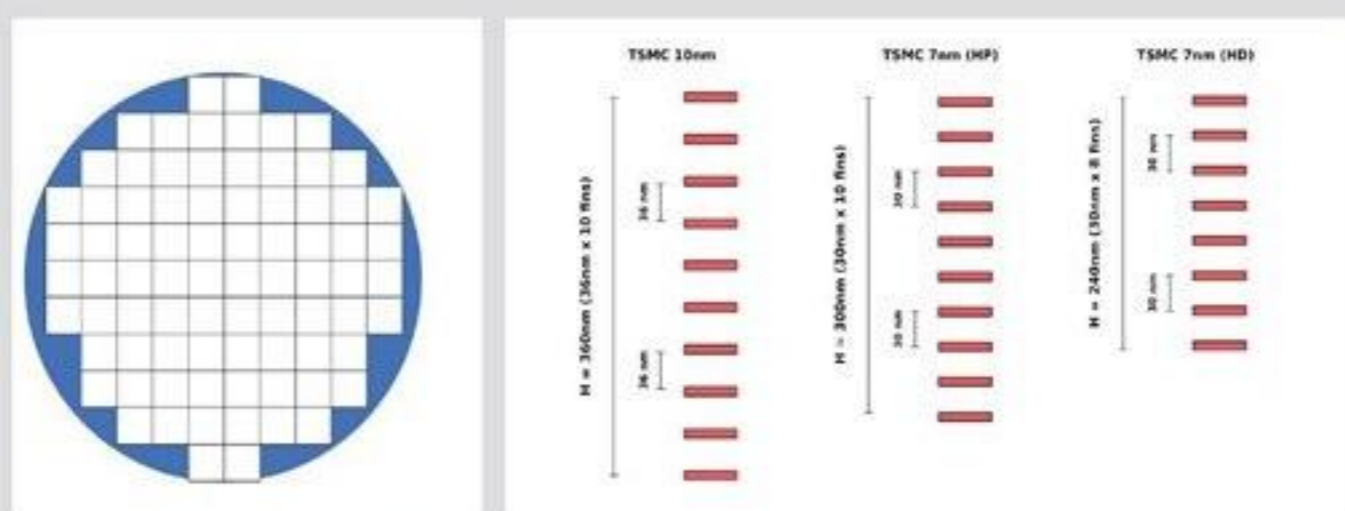 TSMC 10nm
H = 360nm (36nm x 10 fins)
36 nm
36 nm
TSMC 7nm (HP)
H = 300nm (30nm x 10 fins)
30 nm
30 nm
TSMC 7nm (HD)
H = 240nm (30nm x 8 fins)
30 nm
30 nm